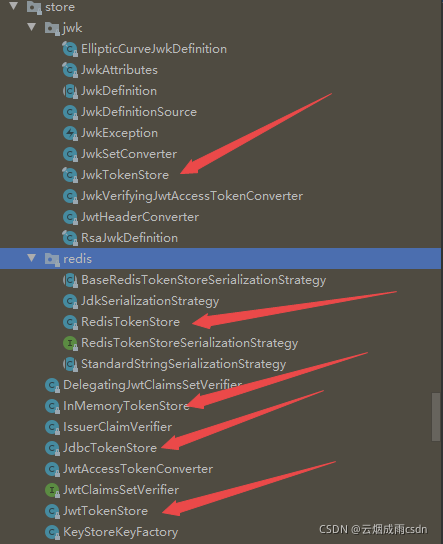 store
jwk
EllipticCurveJwkDefinition
JwkAttributes
JwkDefinition
JwkDefinitionSource
JwkException
JwkSetConverter
JwkTokenStore
JwkVerifyingJwtAccessTokenConverter
JwtHeaderConverter
RsaJwkDefinition
redis
BaseRedisTokenStoreSerializationStrategy
JdkSerializationStrategy
RedisTokenStore
RedisTokenStoreSerializationStrategy
StandardStringSerializationStrategy
DelegatingJwtClaimsSetVerifier
InMemoryTokenStore
IssuerClaimVerifier
JdbcTokenStore
JwtAccessTokenConverter
JwtClaimsSetVerifier
JwtTokenStore
KeyStoreKeyFactory
CSDN @云烟成雨csdn